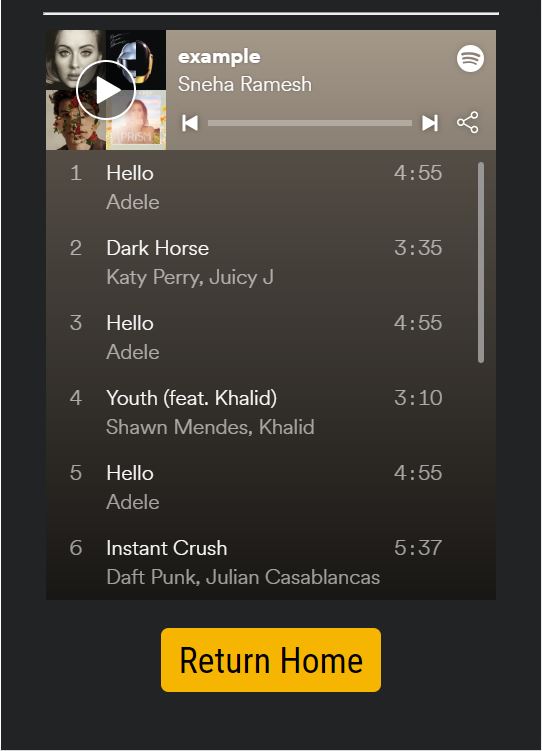 example
Sneha Ramesh
PRISM
1 Hello 4:55
Adele
2 Dark Horse 3:35
Katy Perry, Juicy J
3 Hello 4:55
Adele
4 Youth (feat. Khalid) 3:10
Shawn Mendes, Khalid
5 Hello 4:55
Adele
6 Instant Crush 5:37
Daft Punk, Julian Casablancas
Return Home